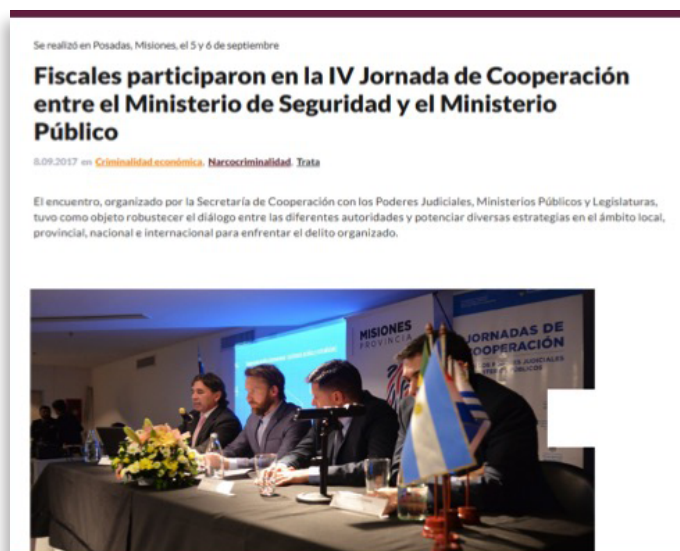 Se realizó en Posadas, Misiones, el 5 y 6 de septiembre
Fiscales participaron en la IV Jornada de Cooperación
entre el Ministerio de Seguridad y el Ministerio
Público
8.09.2017 en Criminalidad económica, Narcocriminalidad, Trata
El encuentro, organizado por la Secretaría de Cooperación con los Poderes Judiciales, Ministerios Públicos y Legislaturas,
tuvo como objeto robustecer el diálogo entre las diferentes autoridades y potenciar diversas estrategias en el ámbito local,
provincial, nacional e internacional para enfrentar el delito organizado.
MISIONES
PROVINCIA
JORNADAS DE
COOPERACIÓN
JUDICIALES
PÚBLICOS